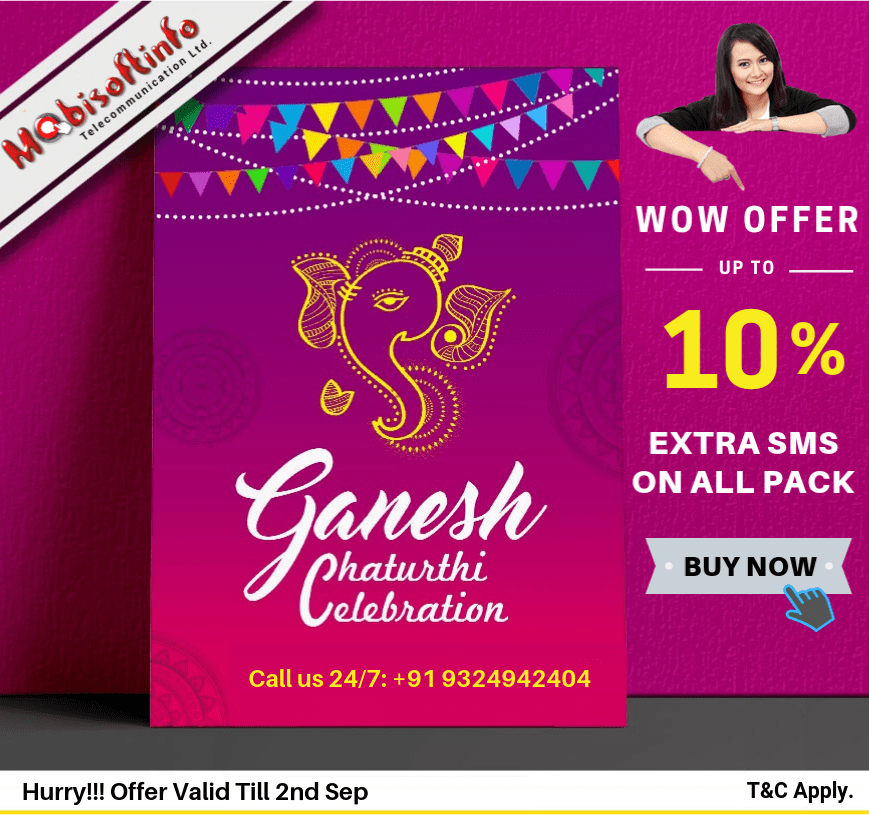 Mobisoftinfo
Telecommunication Ltd.
WOW OFFER
UP TO
10%
EXTRA SMS
ON ALL PACK
BUY NOW
Ganesh
Chaturthi
Celebration
Call us 24/7: +91 9324942404
Hurry!!! Offer Valid Till 2nd Sep
T&C Apply.